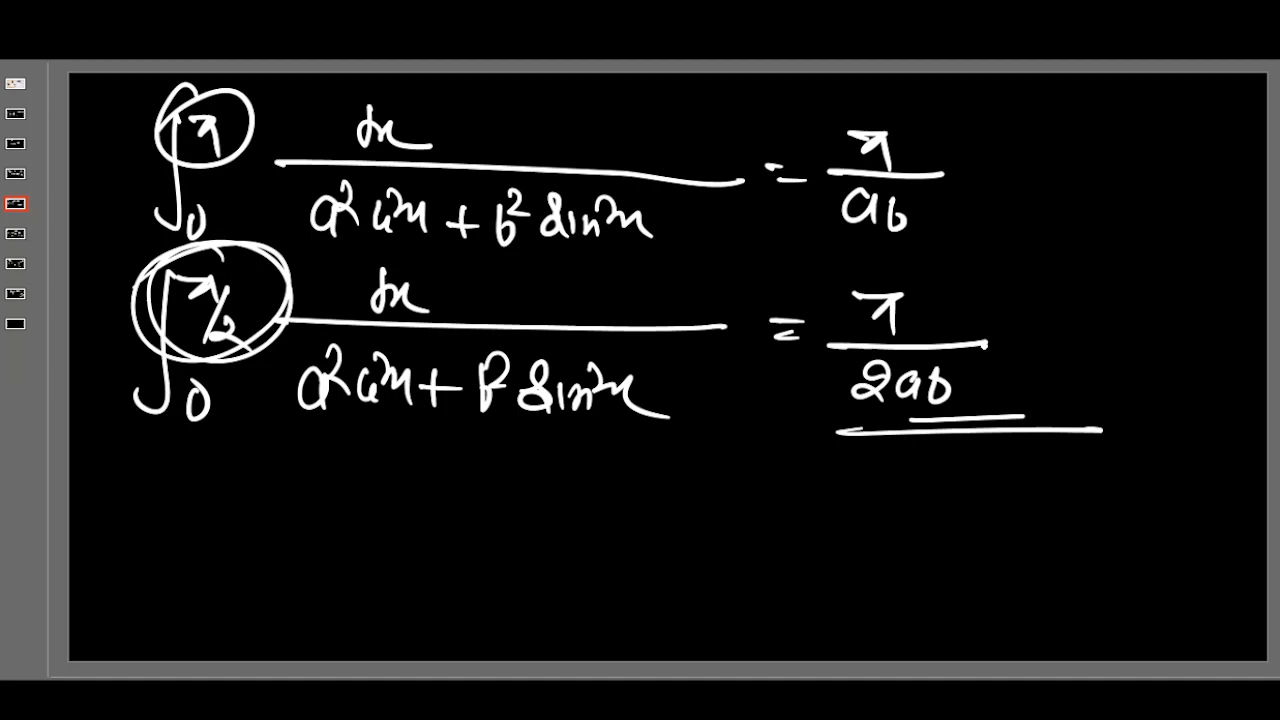 ∫₀^π dx / (a² cos²x + b² sin²x) = π / ab
∫₀^(π/2) dx / (a² cos²x + b² sin²x) = π / 2ab